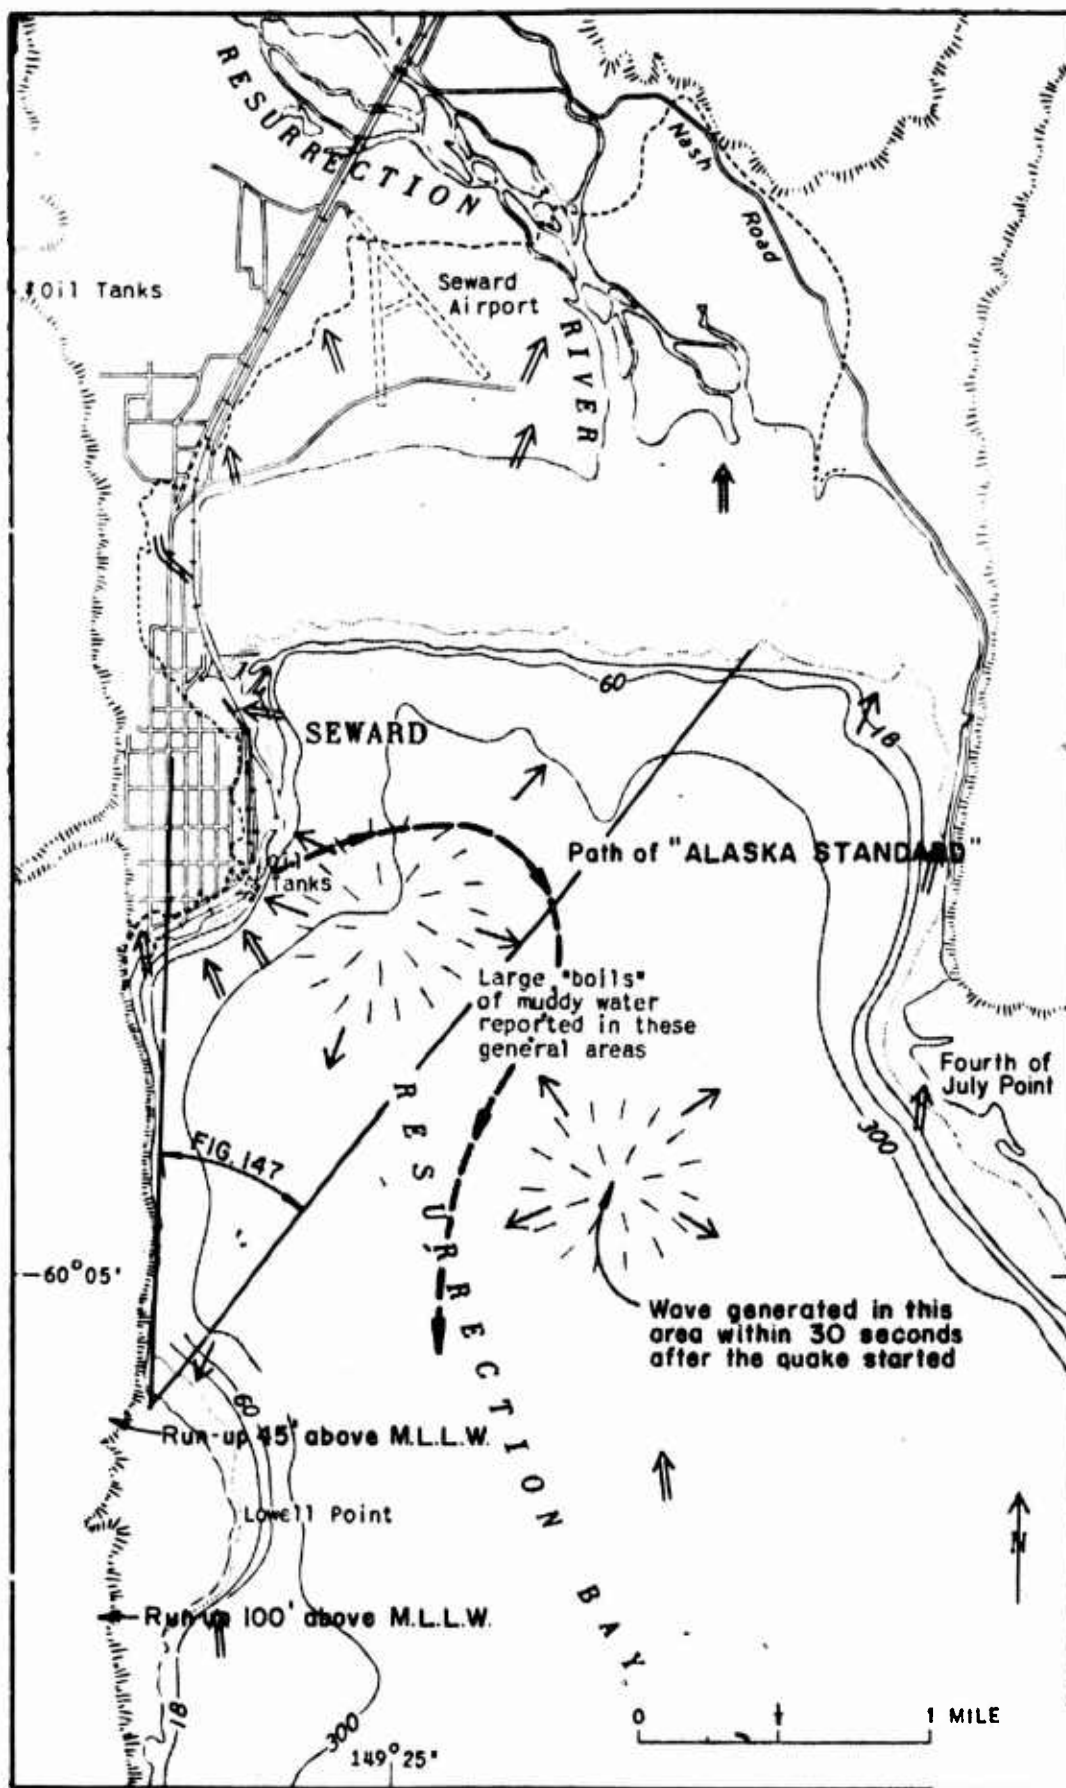 RESURRECTION
RIVER
Nash
Road
Oil Tanks
Seward
Airport
60
18
SEWARD
Path of "ALASKA STANDARD"
Oil
Tanks
Large "boils"
of muddy water
reported in these
general areas
Fourth of
July Point
300
FIG. 147
RESURRECTION BAY
60°05'
Wave generated in this
area within 30 seconds
after the quake started
60
Run-up 45' above M.L.L.W.
Lowell Point
N
Run-up 100' above M.L.L.W.
18
300
149°25"
0
1 MILE